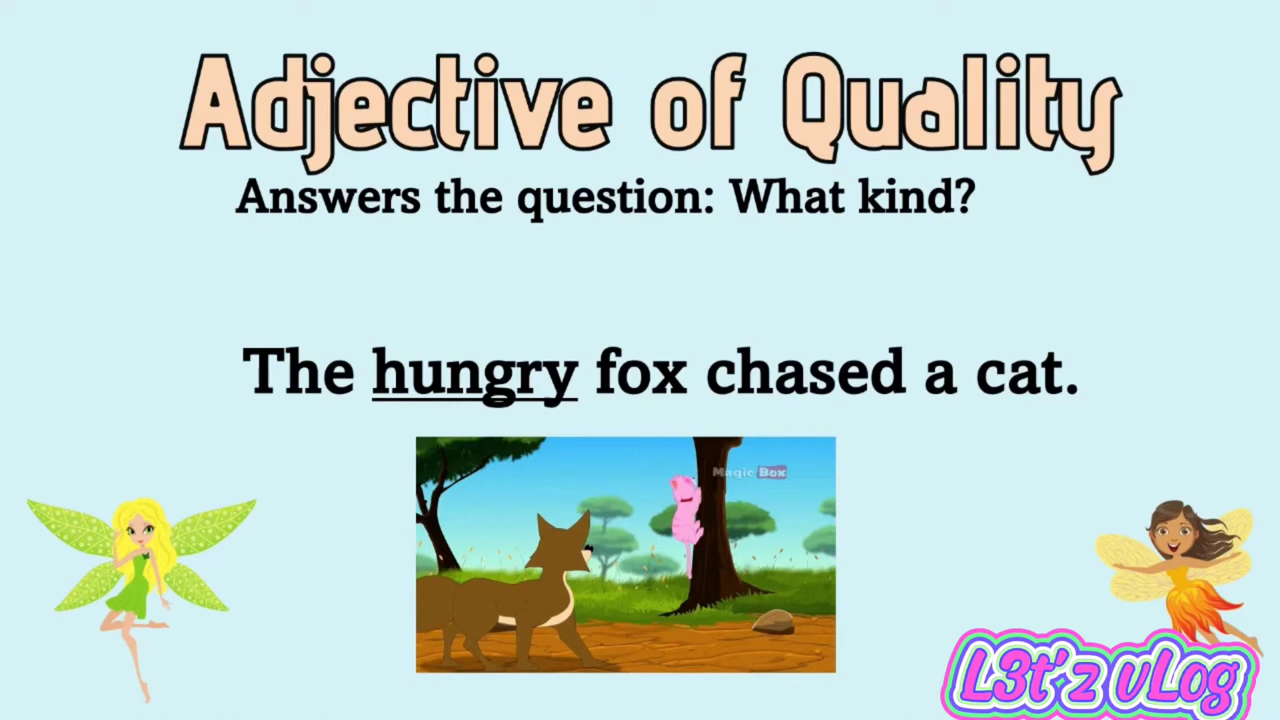 Adjective of Quality
Answers the question: What kind?
The hungry fox chased a cat.
Magic Box
L3t'z vLog